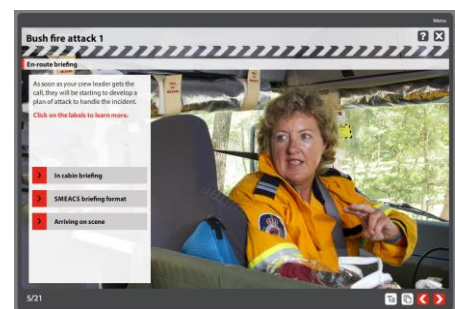 Menu
Bush fire attack 1
?
X
En-route briefing
As soon as your crew leader gets the
call, they will be starting to develop a
plan of attack to handle the incident.
Click on the labels to learn more.
In cabin briefing
SMEACS briefing format
Arriving on scene
5/21